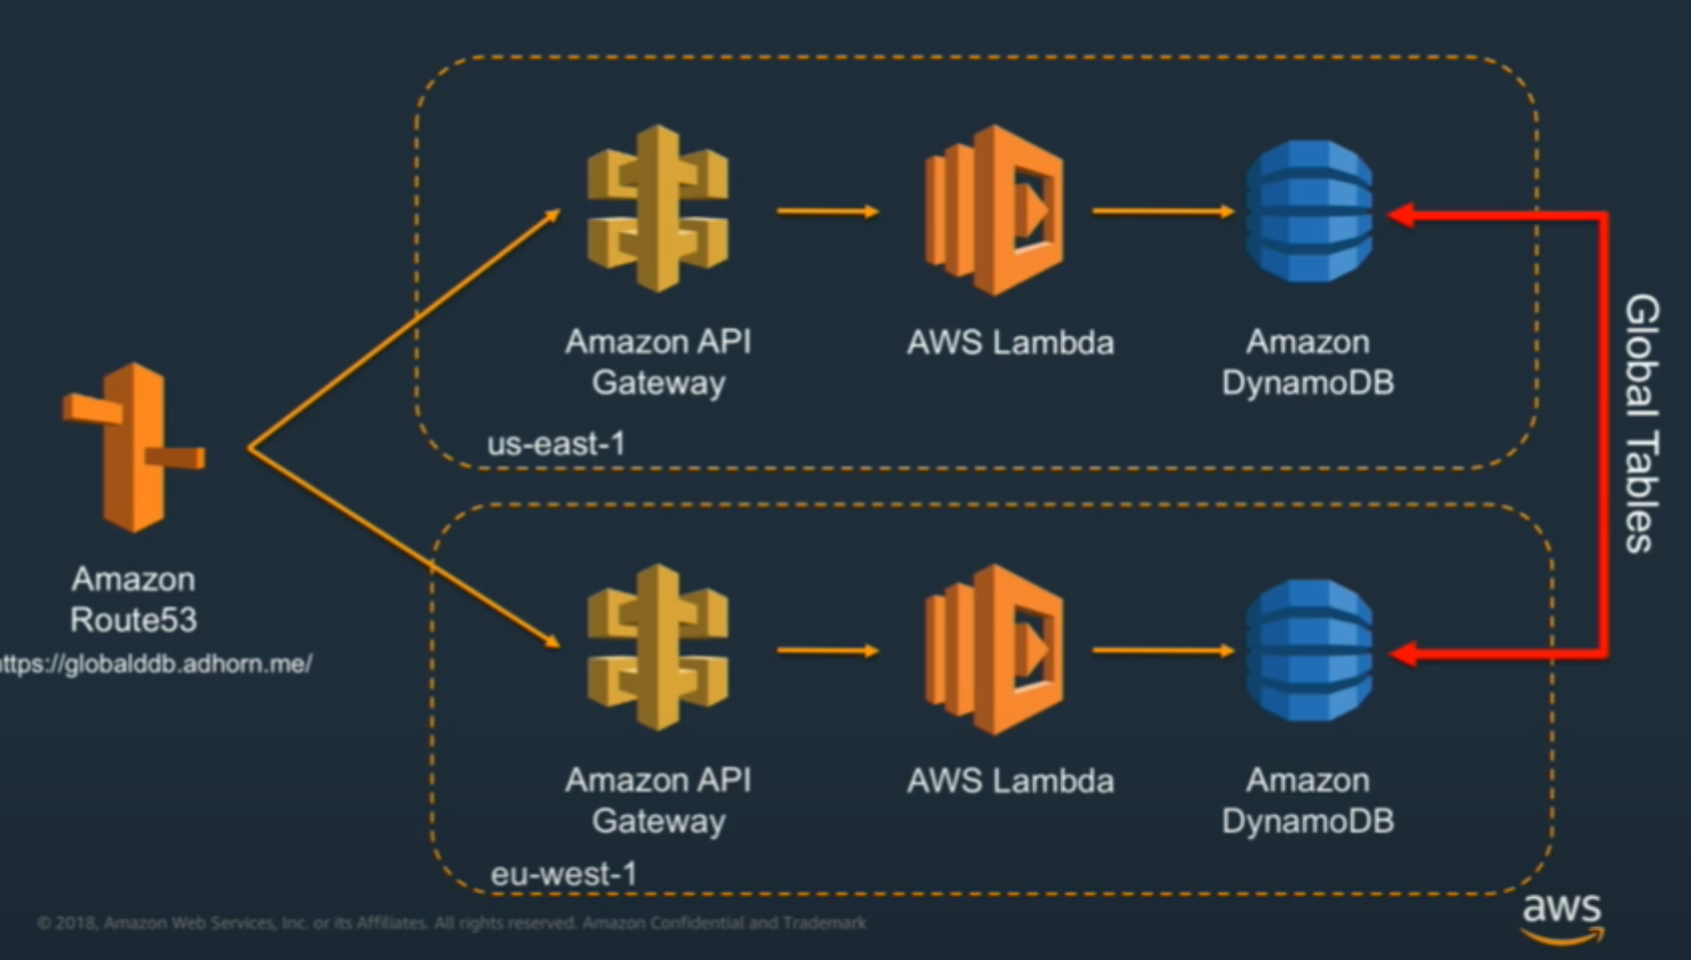 Amazon API
Gateway
AWS Lambda
Amazon
DynamoDB
us-east-1
Global Tables
Amazon
Route53
ttps://globalddb.adhorn.me/
Amazon API
Gateway
AWS Lambda
Amazon
DynamoDB
eu-west-1
© 2018, Amazon Web Services, Inc. or its Affiliates. All rights reserved. Amazon Confidential and Trademark
aws